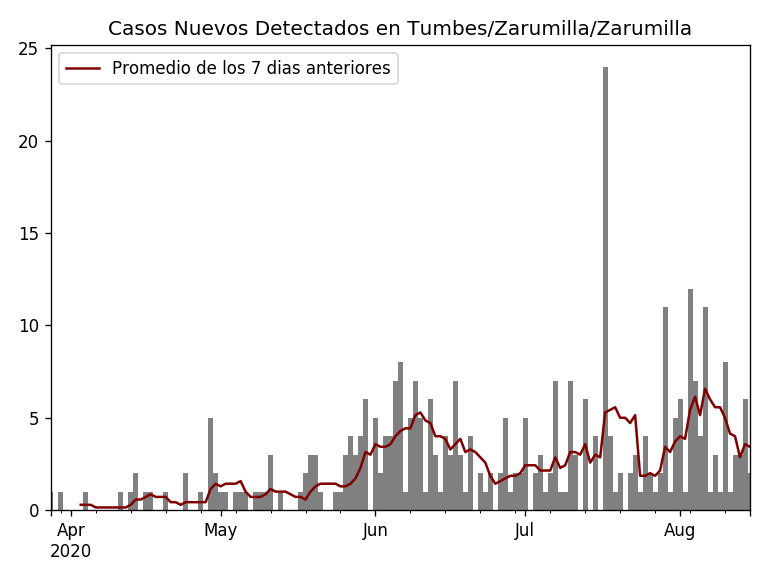 Casos Nuevos Detectados en Tumbes/Zarumilla/Zarumilla
Promedio de los 7 dias anteriores
25
20
15
10
5
0
Apr May Jun Jul Aug
2020